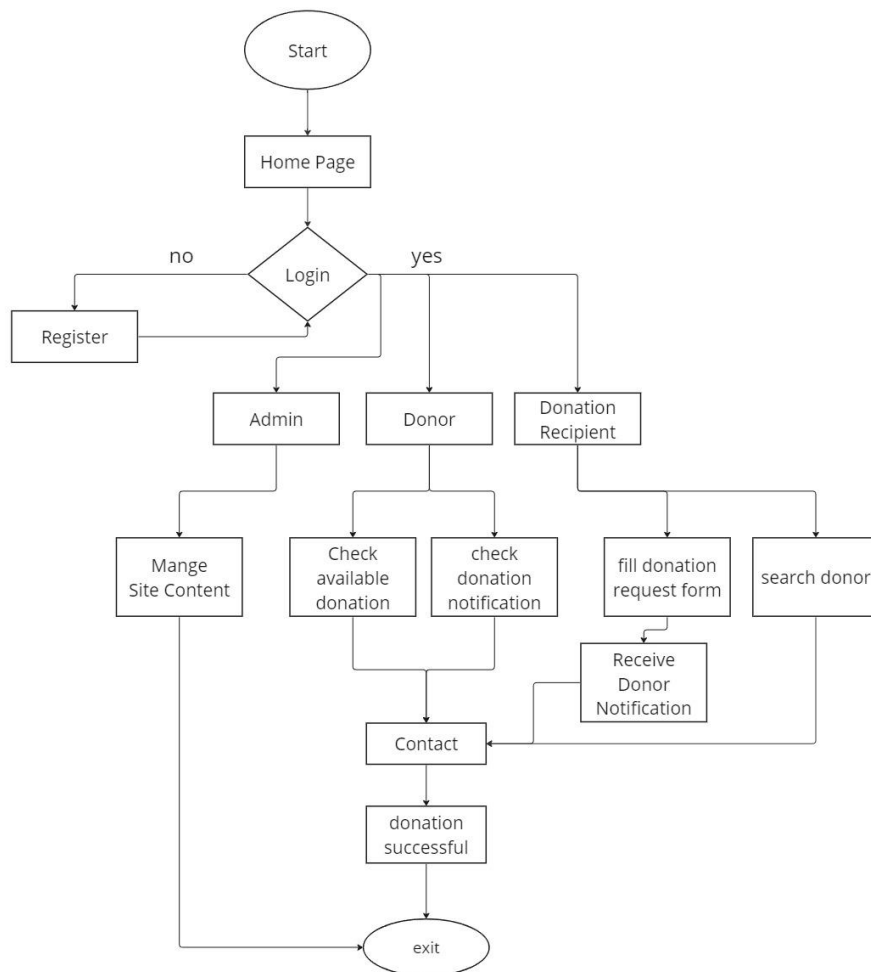 Start
Home Page
no
yes
Login
Register
Admin
Donor
Donation
Recipient
Mange
Site Content
Check
available
donation
check
donation
notification
fill donation
request form
search donor
Receive
Donor
Notification
Contact
donation
successful
exit